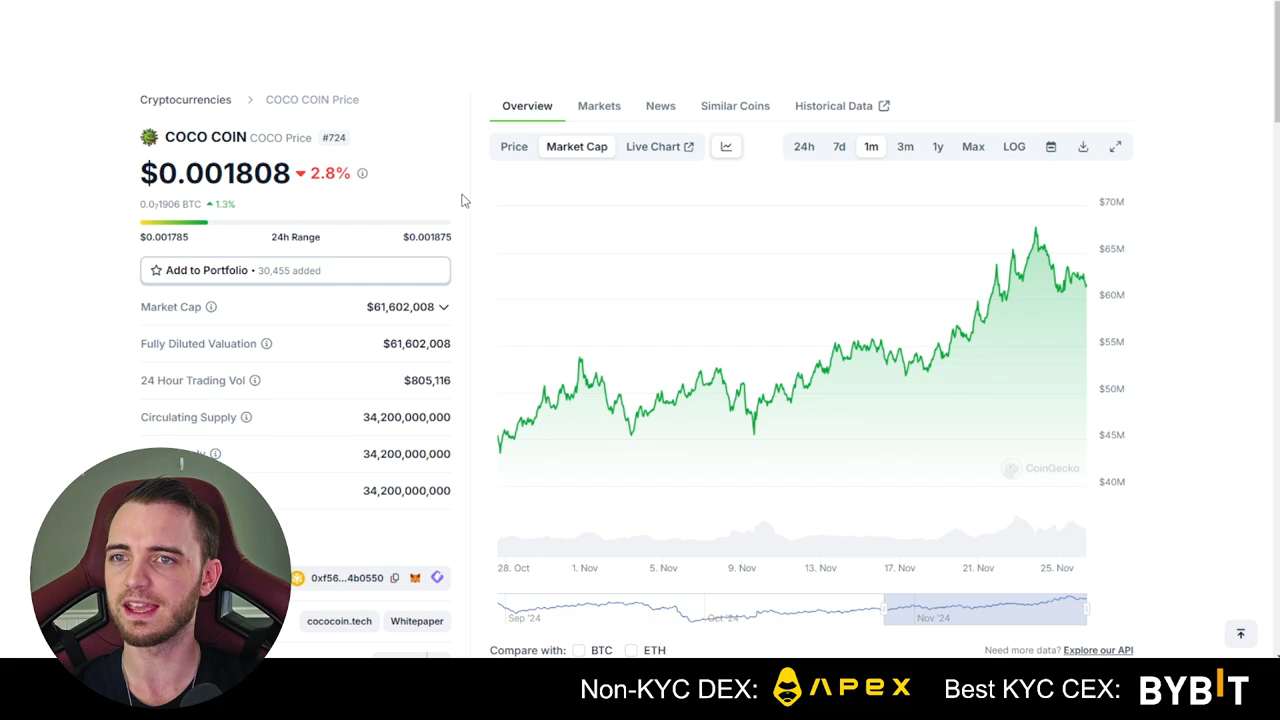 Cryptocurrencies > COCO COIN Price
COCO COIN COCO Price #724
$0.001808 2.8%
0.0₇1906 BTC 1.3%
$0.001785 24h Range $0.001875
Add to Portfolio • 30,455 added
Market Cap $61,602,008
Fully Diluted Valuation $61,602,008
24 Hour Trading Vol $805,116
Circulating Supply 34,200,000,000
34,200,000,000
34,200,000,000
0xf56...4b0550
cococoin.tech Whitepaper
Overview Markets News Similar Coins Historical Data
Price Market Cap Live Chart 24h 7d 1m 3m 1y Max LOG
$70M
$65M
$60M
$55M
$50M
$45M
CoinGecko
$40M
28. Oct 1. Nov 5. Nov 9. Nov 13. Nov 17. Nov 21. Nov 25. Nov
Sep '24 Oct '24 Nov '24
Compare with: BTC ETH Need more data? Explore our API
Non-KYC DEX: APEX Best KYC CEX: BYBIT